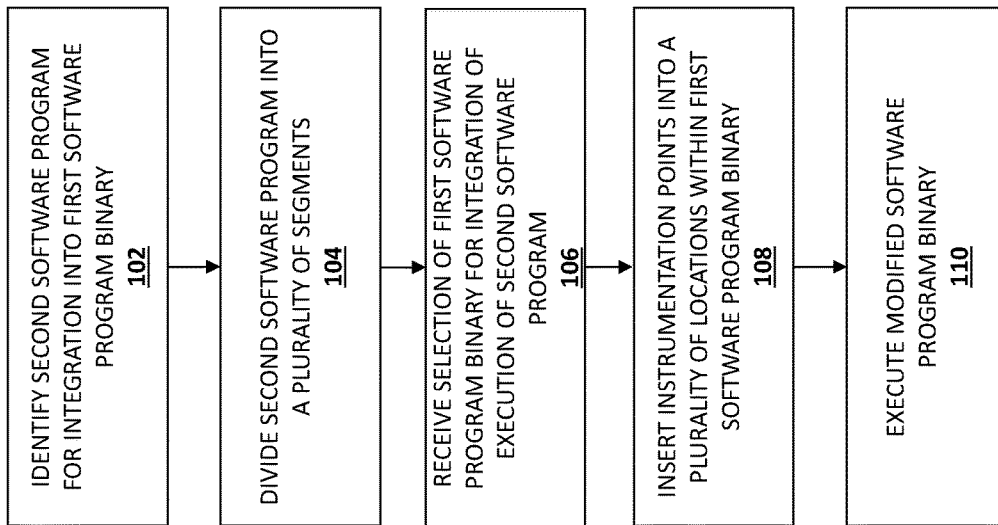 IDENTIFY SECOND SOFTWARE PROGRAM
FOR INTEGRATION INTO FIRST SOFTWARE
PROGRAM BINARY
102
DIVIDE SECOND SOFTWARE PROGRAM INTO
A PLURALITY OF SEGMENTS
104
RECEIVE SELECTION OF FIRST SOFTWARE
PROGRAM BINARY FOR INTEGRATION OF
EXECUTION OF SECOND SOFTWARE
PROGRAM
106
INSERT INSTRUMENTATION POINTS INTO A
PLURALITY OF LOCATIONS WITHIN FIRST
SOFTWARE PROGRAM BINARY
108
EXECUTE MODIFIED SOFTWARE
PROGRAM BINARY
110